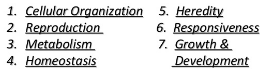 1. Cellular Organization
2. Reproduction
3. Metabolism
4. Homeostasis
5. Heredity
6. Responsiveness
7. Growth &
Development